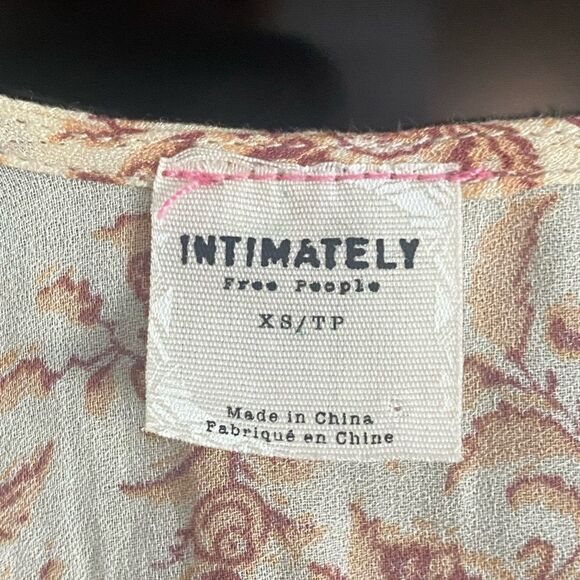 INTIMATELY
Free People
XS/TP
Made in China
Fabriqué en Chine